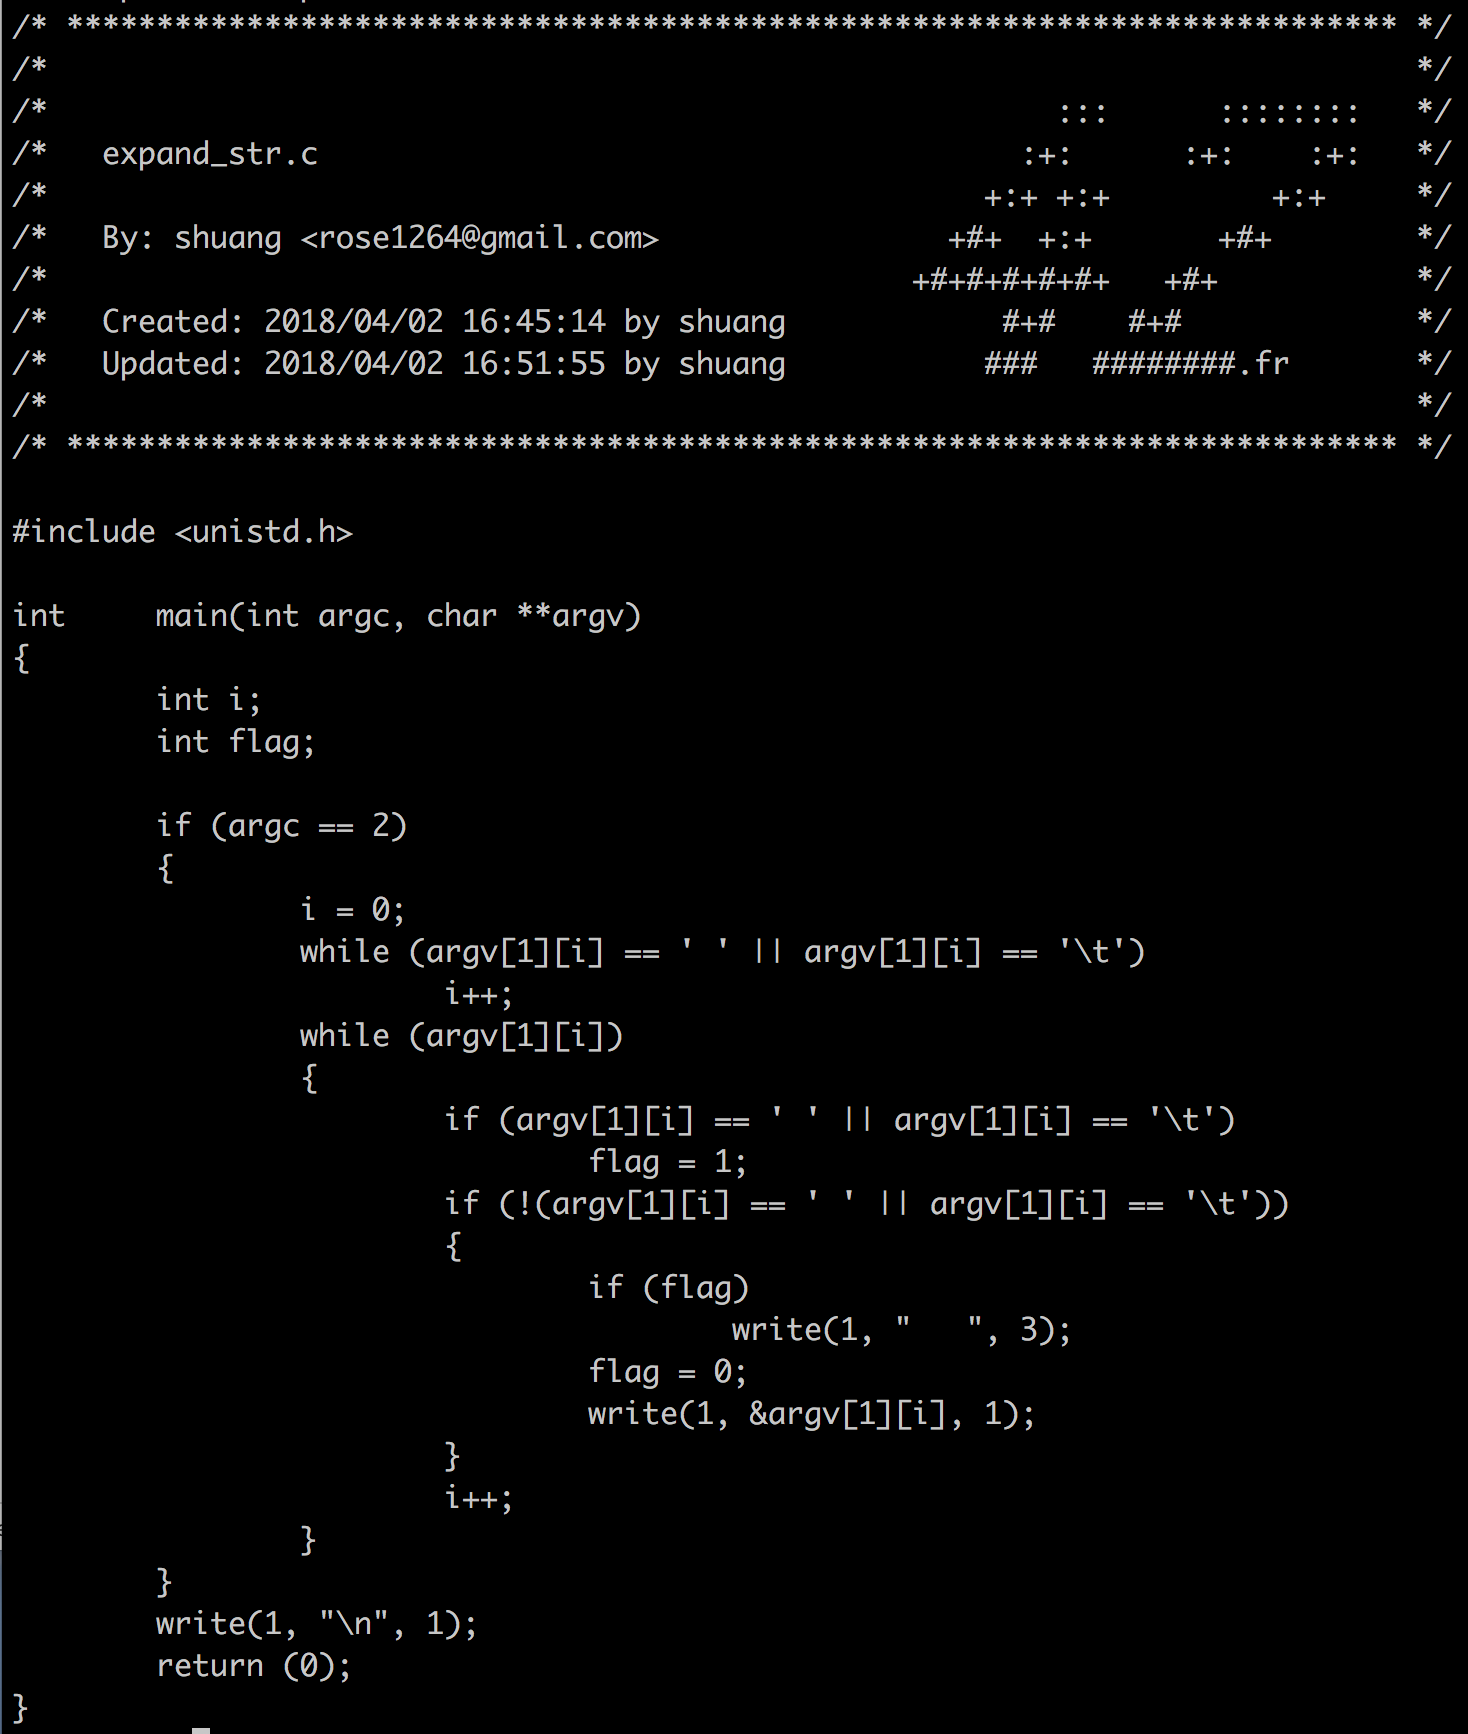 /* ************************************************************************** */
/*                                                                            */
/*                                                        :::      ::::::::   */
/*   expand_str.c                                       :+:      :+:    :+:   */
/*                                                    +:+ +:+         +:+     */
/*   By: shuang <rose1264@gmail.com>                +#+  +:+       +#+        */
/*                                                +#+#+#+#+#+   +#+           */
/*   Created: 2018/04/02 16:45:14 by shuang            #+#    #+#             */
/*   Updated: 2018/04/02 16:51:55 by shuang           ###   ########.fr       */
/*                                                                            */
/* ************************************************************************** */

#include <unistd.h>

int     main(int argc, char **argv)
{
        int i;
        int flag;

        if (argc == 2)
        {
                i = 0;
                while (argv[1][i] == ' ' || argv[1][i] == '\t')
                        i++;
                while (argv[1][i])
                {
                        if (argv[1][i] == ' ' || argv[1][i] == '\t')
                                flag = 1;
                        if (!(argv[1][i] == ' ' || argv[1][i] == '\t'))
                        {
                                if (flag)
                                        write(1, "   ", 3);
                                flag = 0;
                                write(1, &argv[1][i], 1);
                        }
                        i++;
                }
        }
        write(1, "\n", 1);
        return (0);
}